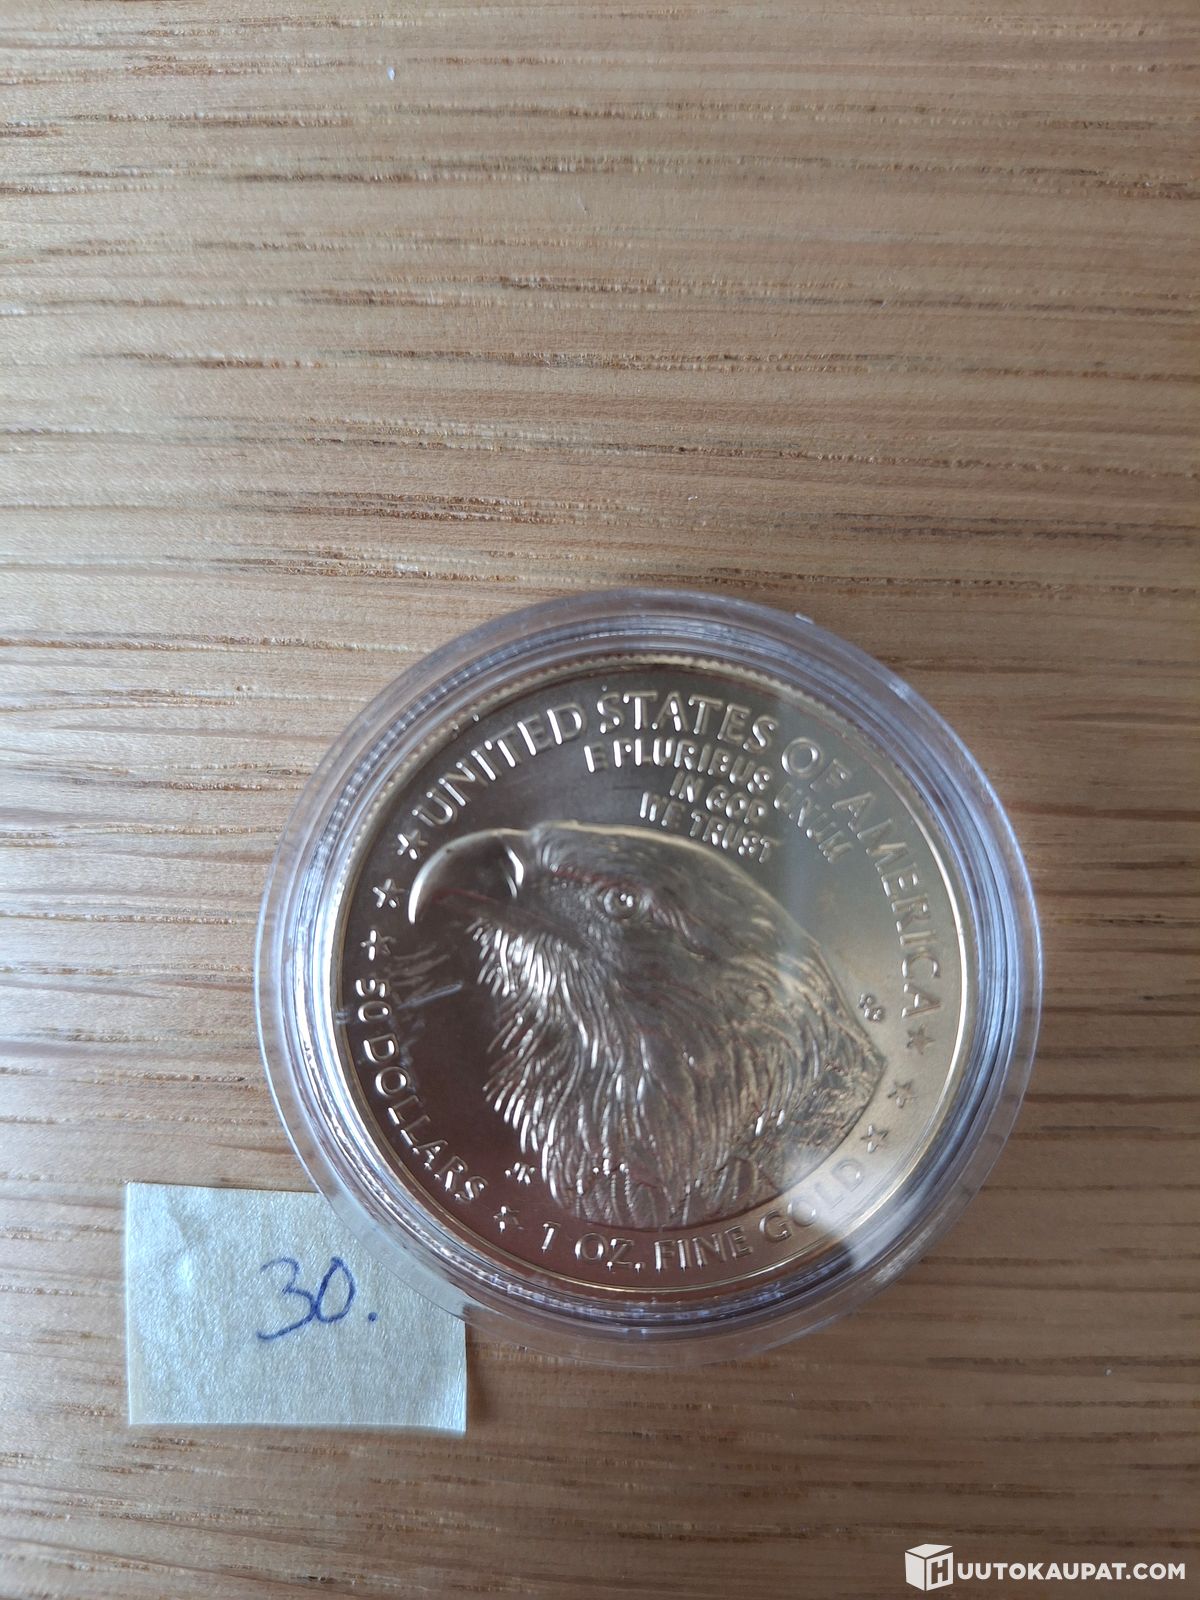 UNITED STATES OF AMERICA
E PLURIBUS UNUM
IN GOD
WE TRUST
50 DOLLARS
JK
1 OZ. FINE GOLD
30.
HUUTOKAUPAT.COM